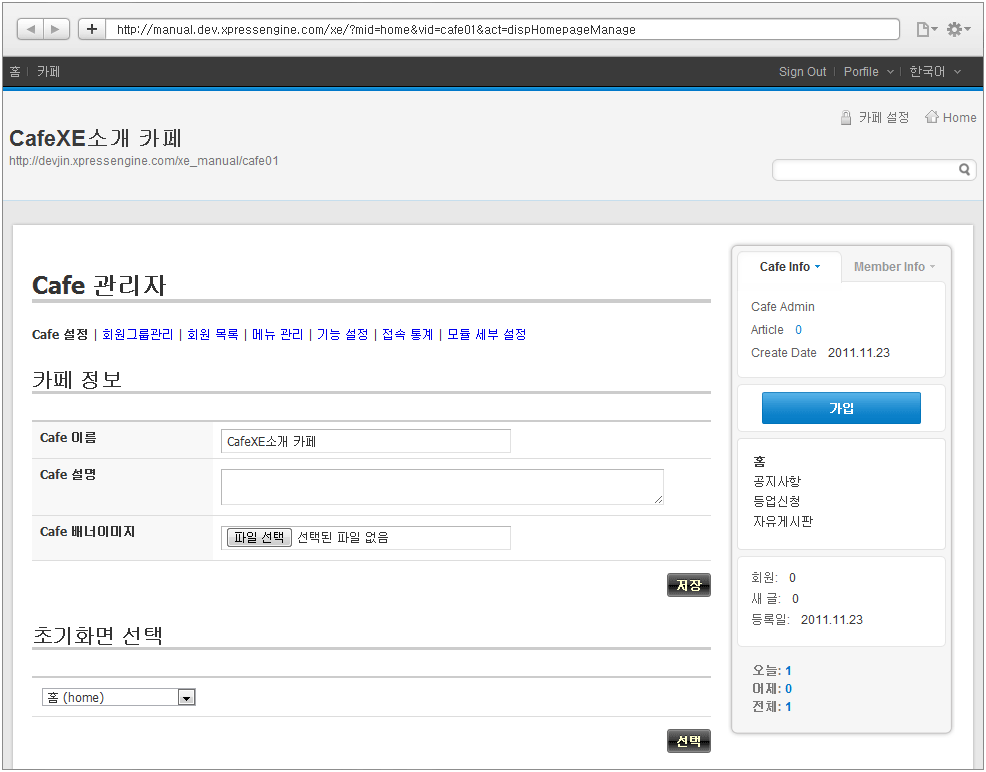 http://manual.dev.xpressengine.com/xe/?mid=home&vid=cafe01&act=dispHomepageManage
홈 | 카페
Sign Out | Porfile | 한국어
카페 설정 Home
CafeXE소개 카페
http://devjin.xpressengine.com/xe_manual/cafe01
Cafe 관리자
Cafe 설정 | 회원그룹관리 | 회원 목록 | 메뉴 관리 | 기능 설정 | 접속 통계 | 모듈 세부 설정
카페 정보
Cafe 이름 CafeXE소개 카페
Cafe 설명
Cafe 배너이미지 파일 선택 선택된 파일 없음
저장
초기화면 선택
홈 (home)
선택
Cafe Info Member Info
Cafe Admin
Article 0
Create Date 2011.11.23
가입
홈
공지사항
등업신청
자유게시판
회원: 0
새 글: 0
등록일: 2011.11.23
오늘: 1
어제: 0
전체: 1